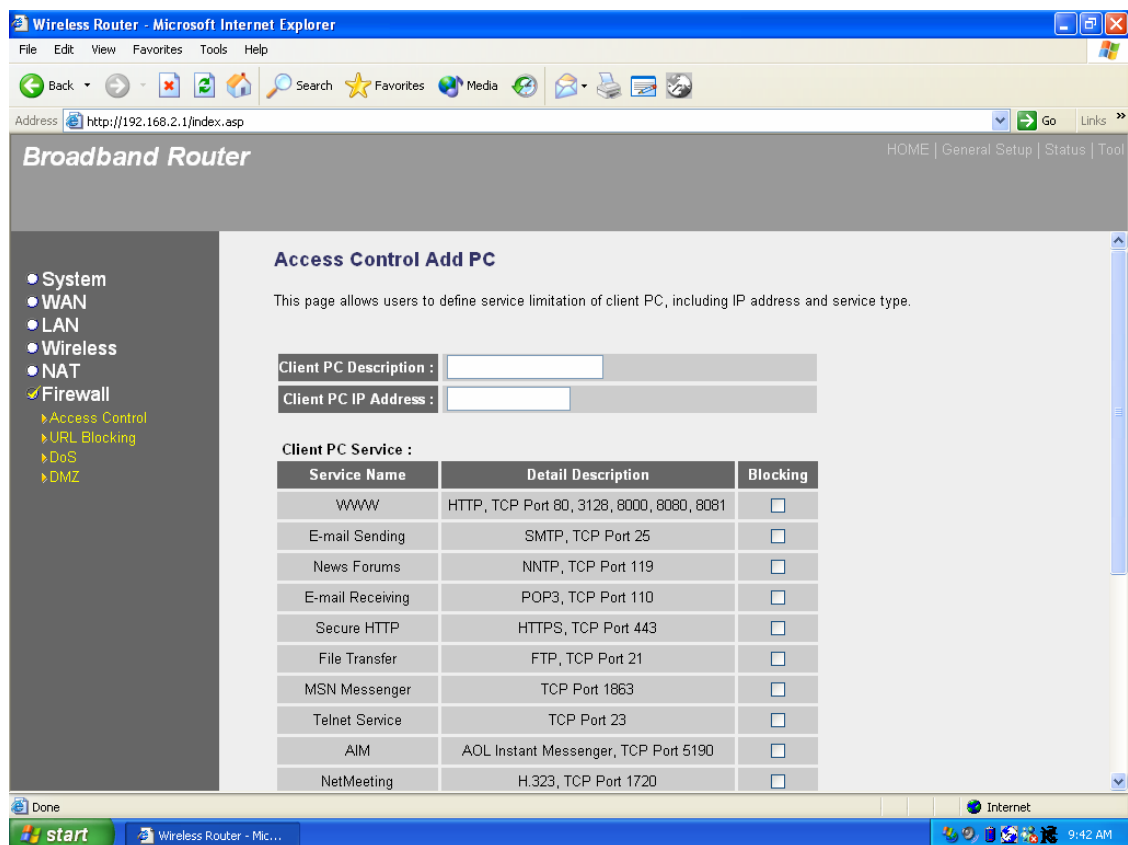 Wireless Router - Microsoft Internet Explorer
File Edit View Favorites Tools Help
Back Search Favorites Media
Address http://192.168.2.1/index.asp Go Links »
Broadband Router
HOME | General Setup | Status | Tool
System
WAN
LAN
Wireless
NAT
Firewall
Access Control
URL Blocking
DoS
DMZ
Access Control Add PC
This page allows users to define service limitation of client PC, including IP address and service type.
Client PC Description :
Client PC IP Address :
Client PC Service :
Service Name Detail Description Blocking
WWW HTTP, TCP Port 80, 3128, 8000, 8080, 8081
E-mail Sending SMTP, TCP Port 25
News Forums NNTP, TCP Port 119
E-mail Receiving POP3, TCP Port 110
Secure HTTP HTTPS, TCP Port 443
File Transfer FTP, TCP Port 21
MSN Messenger TCP Port 1863
Telnet Service TCP Port 23
AIM AOL Instant Messenger, TCP Port 5190
NetMeeting H.323, TCP Port 1720
Done Internet
start Wireless Router - Mic... 9:42 AM